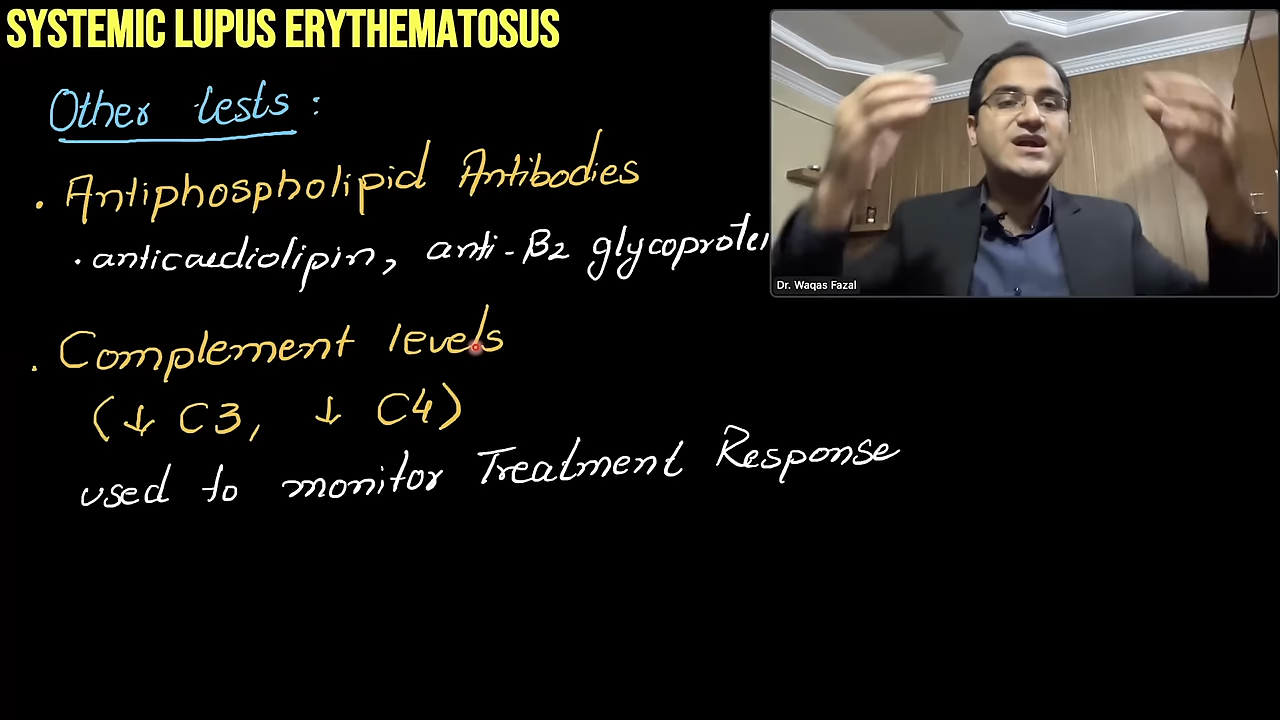 SYSTEMIC LUPUS ERYTHEMATOSUS
Other tests:
. Antiphospholipid Antibodies
. anticardiolipin, anti-β2 glycoprotei
Dr. Waqas Fazal
. Complement levels
(↓ C3, ↓ C4)
used to monitor Treatment Response